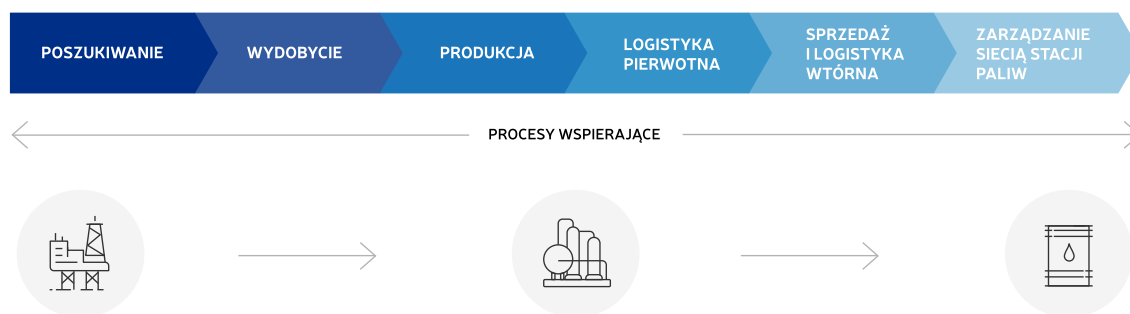 POSZUKIWANIE
WYDOBYCIE
PRODUKCJA
LOGISTYKA
PIERWOTNA
SPRZEDAŻ
I LOGISTYKA
WTÓRNA
ZARZĄDZANIE
SIECIĄ STACJI
PALIW
PROCESY WSPIERAJĄCE